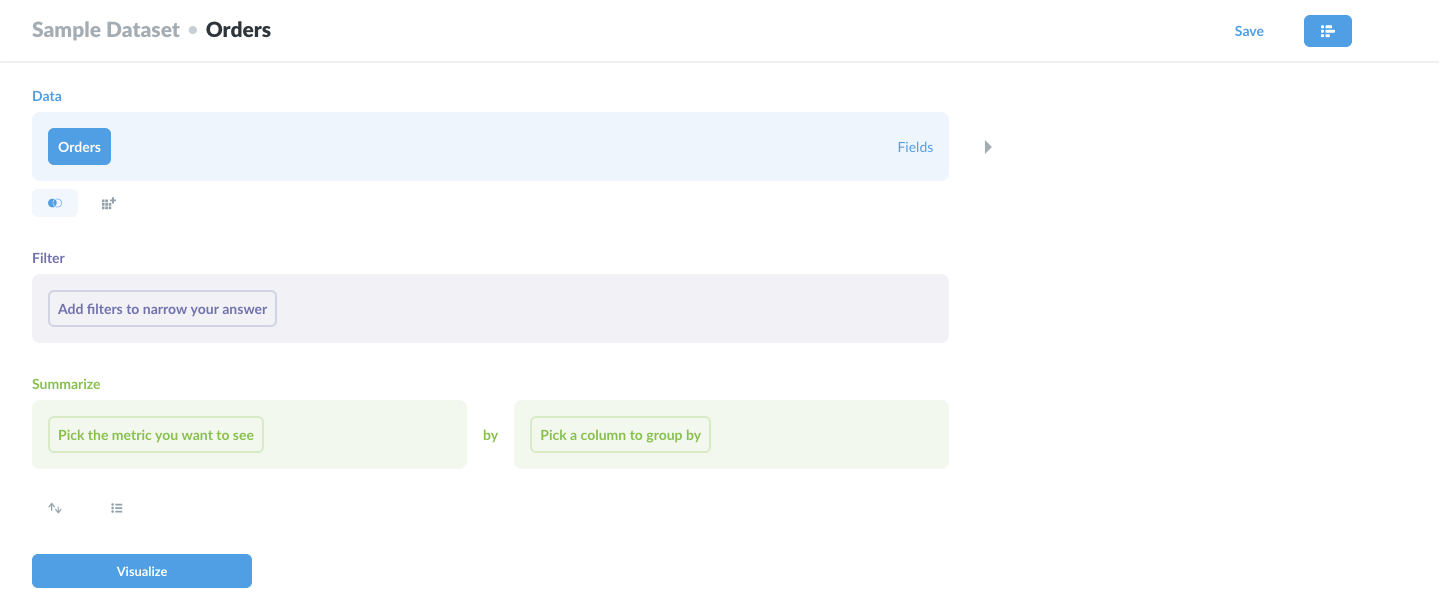 Sample Dataset • Orders
Save
Data
Orders
Fields
Filter
Add filters to narrow your answer
Summarize
Pick the metric you want to see by Pick a column to group by
Visualize